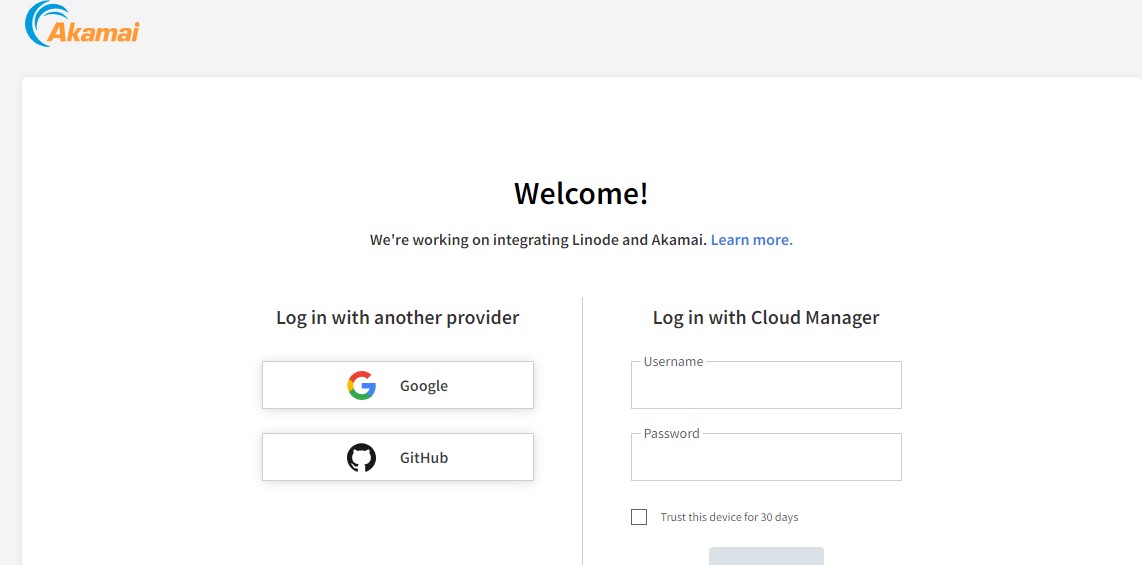 Akamai
Welcome!
We're working on integrating Linode and Akamai. Learn more.
Log in with another provider
Google
GitHub
Log in with Cloud Manager
Username
Password
Trust this device for 30 days